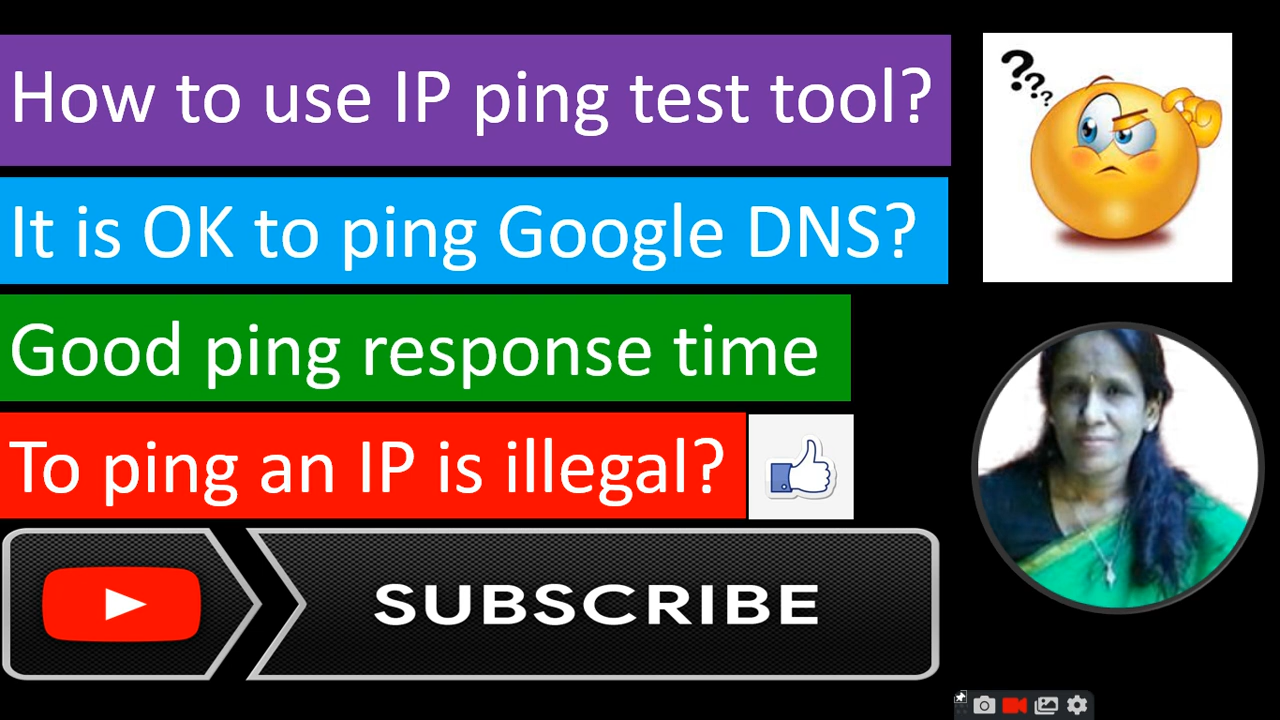 How to use IP ping test tool?
It is OK to ping Google DNS?
Good ping response time
To ping an IP is illegal?
SUBSCRIBE
???